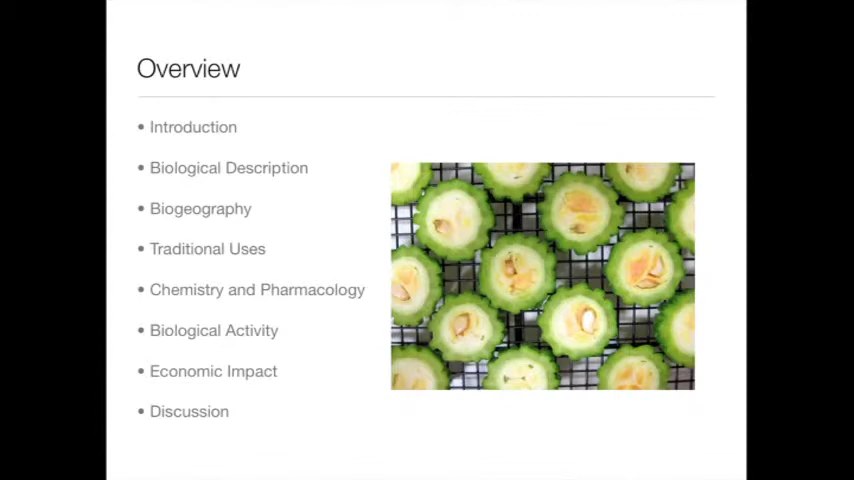 Overview
• Introduction
• Biological Description
• Biogeography
• Traditional Uses
• Chemistry and Pharmacology
• Biological Activity
• Economic Impact
• Discussion